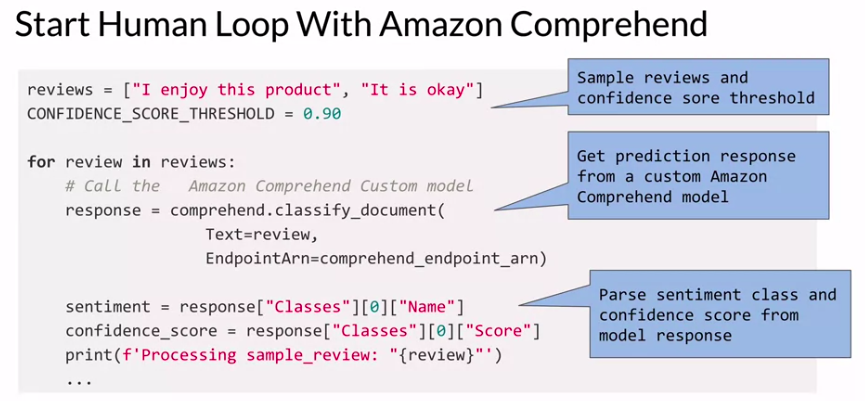 Start Human Loop With Amazon Comprehend
reviews = ["I enjoy this product", "It is okay"]
CONFIDENCE_SCORE_THRESHOLD = 0.90
Sample reviews and
confidence sore threshold
for review in reviews:
# Call the   Amazon Comprehend Custom model
response = comprehend.classify_document(
Text=review,
EndpointArn=comprehend_endpoint_arn)
Get prediction response
from a custom Amazon
Comprehend model
sentiment = response["Classes"][0]["Name"]
confidence_score = response["Classes"][0]["Score"]
print(f'Processing sample_review: "{review}"')
...
Parse sentiment class and
confidence score from
model response